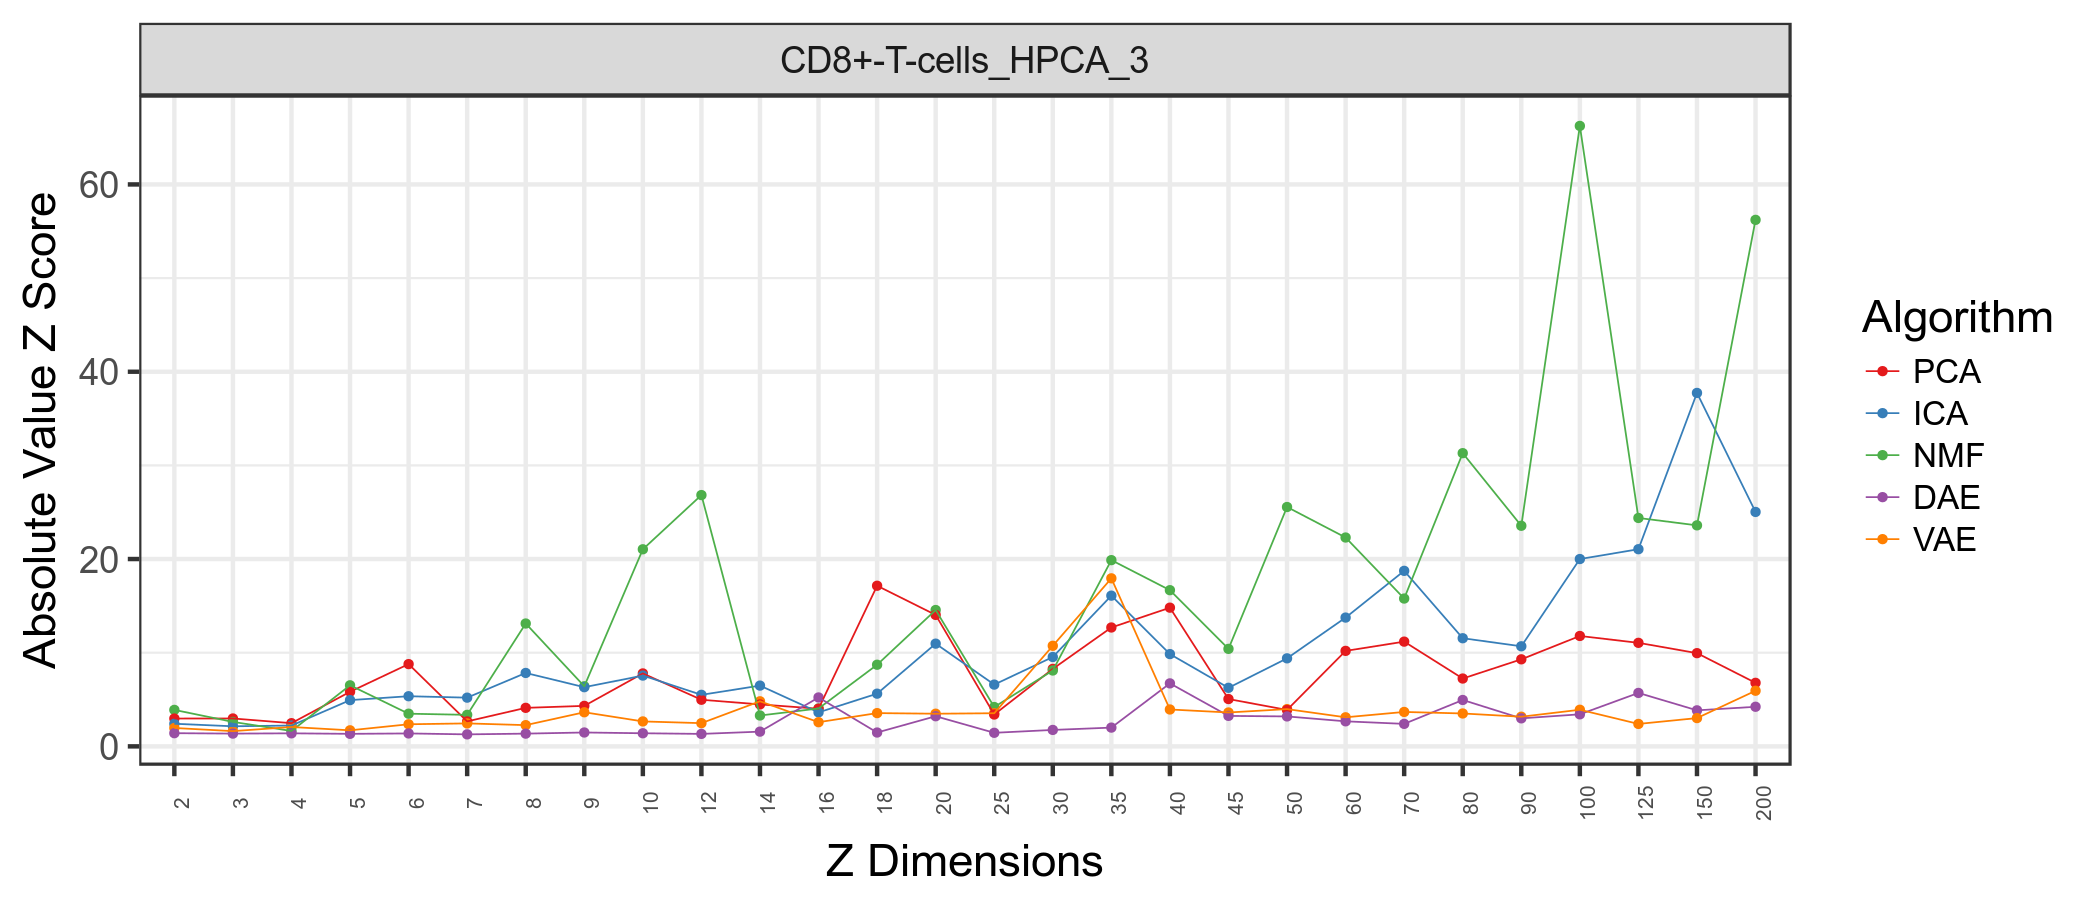 CD8+-T-cells_HPCA_3
Absolute Value Z Score
60
40
20
0
2 3 4 5 6 7 8 9 10 12 14 16 18 20 25 30 35 40 45 50 60 70 80 90 100 125 150 200
Z Dimensions
Algorithm
PCA
ICA
NMF
DAE
VAE